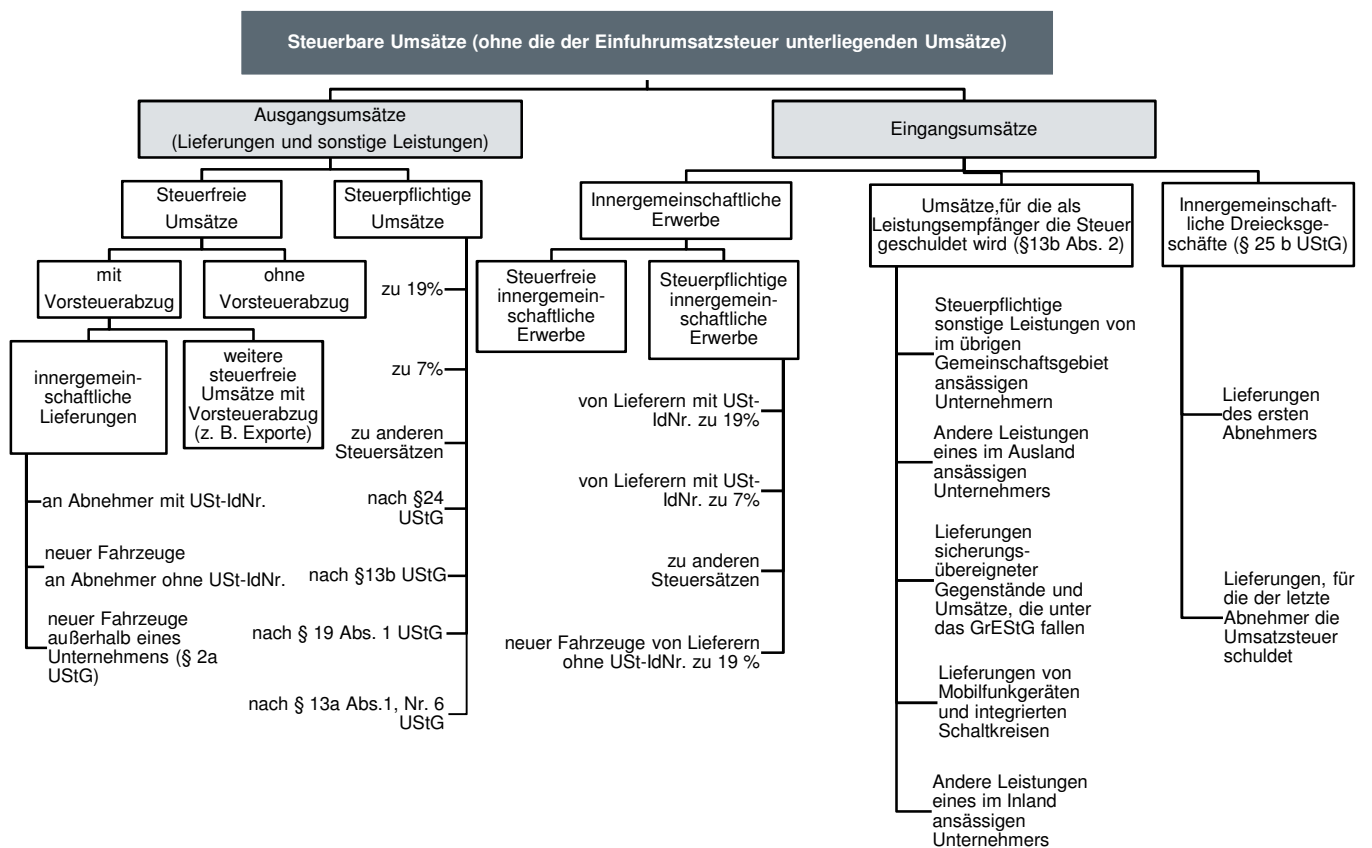 Steuerbare Umsätze (ohne die der Einfuhrumsatzsteuer unterliegenden Umsätze)
Ausgangsumsätze
(Lieferungen und sonstige Leistungen)
Eingangsumsätze
Steuerfreie
Umsätze
Steuerpflichtige
Umsätze
mit
Vorsteuerabzug
ohne
Vorsteuerabzug
innergemein-
schaftliche
Lieferungen
weitere
steuerfreie
Umsätze mit
Vorsteuerabzug
(z. B. Exporte)
an Abnehmer mit USt-IdNr.
neuer Fahrzeuge
an Abnehmer ohne USt-IdNr.
neuer Fahrzeuge
außerhalb eines
Unternehmens (§ 2a
UStG)
zu 19%
zu 7%
zu anderen
Steuersätzen
nach §24
UStG
nach §13b UStG
nach § 19 Abs. 1 UStG
nach § 13a Abs.1, Nr. 6
UStG
Innergemeinschaftliche
Erwerbe
Steuerfreie
innergemein-
schaftliche
Erwerbe
Steuerpflichtige
innergemein-
schaftliche
Erwerbe
von Lieferern mit USt-
IdNr. zu 19%
von Lieferern mit USt-
IdNr. zu 7%
zu anderen
Steuersätzen
neuer Fahrzeuge von Lieferern
ohne USt-IdNr. zu 19 %
Umsätze,für die als
Leistungsempfänger die Steuer
geschuldet wird (§13b Abs. 2)
Steuerpflichtige
sonstige Leistungen von
im übrigen
Gemeinschaftsgebiet
ansässigen
Unternehmern
Andere Leistungen
eines im Ausland
ansässigen
Unternehmers
Lieferungen
sicherungs-
übereigneter
Gegenstände und
Umsätze, die unter
das GrEStG fallen
Lieferungen von
Mobilfunkgeräten
und integrierten
Schaltkreisen
Andere Leistungen
eines im Inland
ansässigen
Unternehmers
Innergemeinschaft-
liche Dreiecksge-
schäfte (§ 25 b UStG)
Lieferungen
des ersten
Abnehmers
Lieferungen, für
die der letzte
Abnehmer die
Umsatzsteuer
schuldet